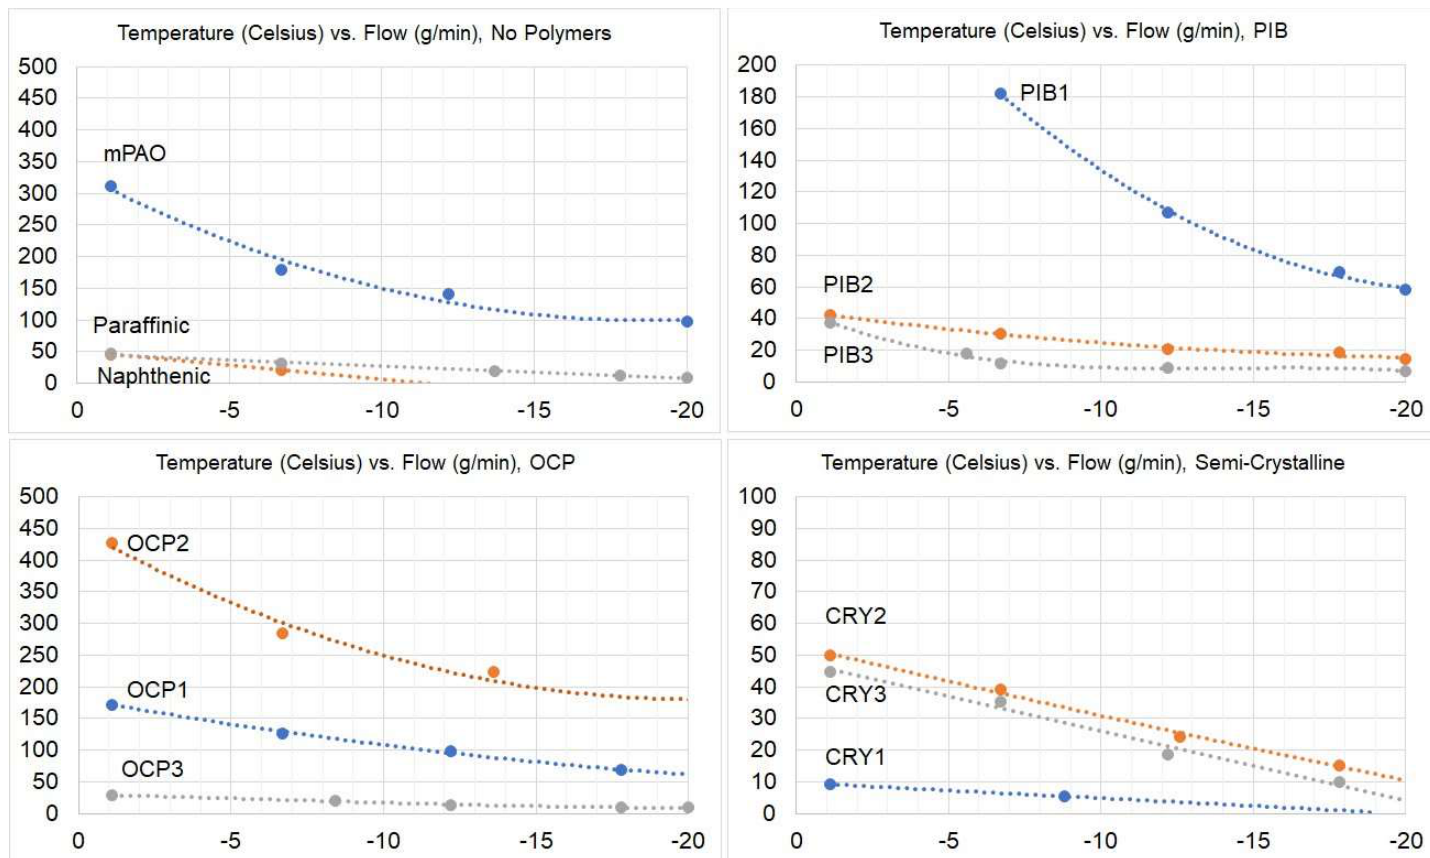 Temperature (Celsius) vs. Flow (g/min), No Polymers
500
450
400
350
300
250
200
150
100
50
0
mPAO
Paraffinic
Naphthenic
0 -5 -10 -15 -20
Temperature (Celsius) vs. Flow (g/min), PIB
200
180
160
140
120
100
80
60
40
20
0
PIB1
PIB2
PIB3
0 -5 -10 -15 -20
Temperature (Celsius) vs. Flow (g/min), OCP
500
450
400
350
300
250
200
150
100
50
0
OCP2
OCP1
OCP3
0 -5 -10 -15 -20
Temperature (Celsius) vs. Flow (g/min), Semi-Crystalline
100
90
80
70
60
50
40
30
20
10
0
CRY2
CRY3
CRY1
0 -5 -10 -15 -20